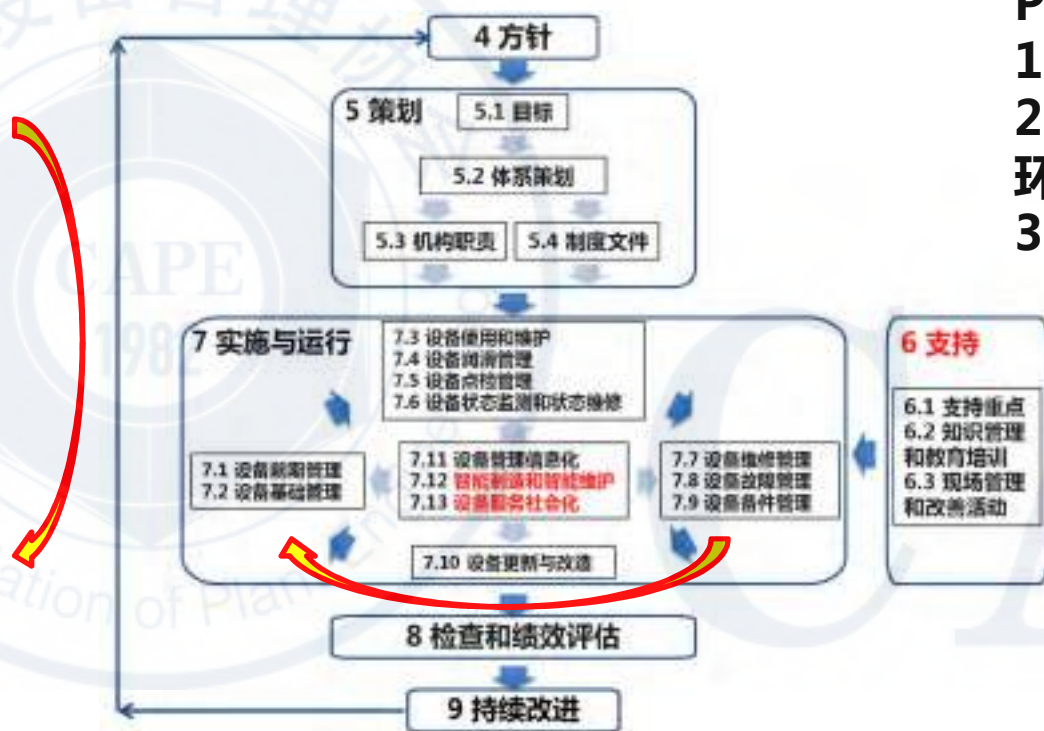 4 方针
5 策划
5.1 目标
5.2 体系策划
5.3 机构职责
5.4 制度文件
7 实施与运行
7.3 设备使用和维护
7.4 设备润滑管理
7.5 设备点检管理
7.6 设备状态监测和状态维修
7.1 设备前期管理
7.2 设备基础管理
7.11 设备管理信息化
7.12 智能制造和智能维护
7.13 设备服务社会化
7.7 设备维修管理
7.8 设备故障管理
7.9 设备备件管理
7.10 设备更新与改造
6 支持
6.1 支持重点
6.2 知识管理
和教育培训
6.3 现场管理
和改善活动
8 检查和绩效评估
9 持续改进
P
1
2
环
3
CAPE
1982
设备管理协
ation of Plan